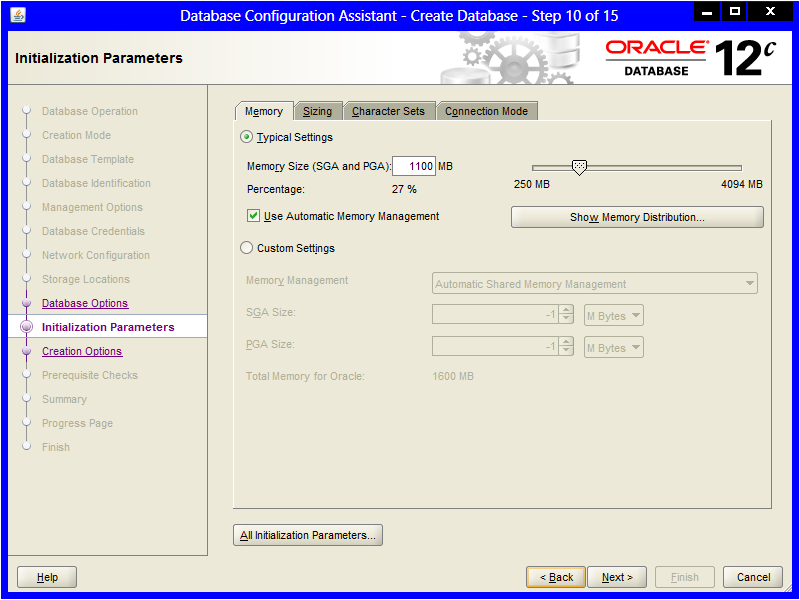 Database Configuration Assistant - Create Database - Step 10 of 15
Initialization Parameters
ORACLE®
DATABASE
12c
Database Operation
Creation Mode
Database Template
Database Identification
Management Options
Database Credentials
Network Configuration
Storage Locations
Database Options
Initialization Parameters
Creation Options
Prerequisite Checks
Summary
Progress Page
Finish
Memory Sizing Character Sets Connection Mode
Typical Settings
Memory Size (SGA and PGA): 1100 MB
250 MB 4094 MB
Percentage: 27 %
Use Automatic Memory Management
Show Memory Distribution...
Custom Settings
Memory Management Automatic Shared Memory Management
SGA Size: -1 M Bytes
PGA Size: -1 M Bytes
Total Memory for Oracle: 1600 MB
All Initialization Parameters...
Help
< Back Next > Finish Cancel